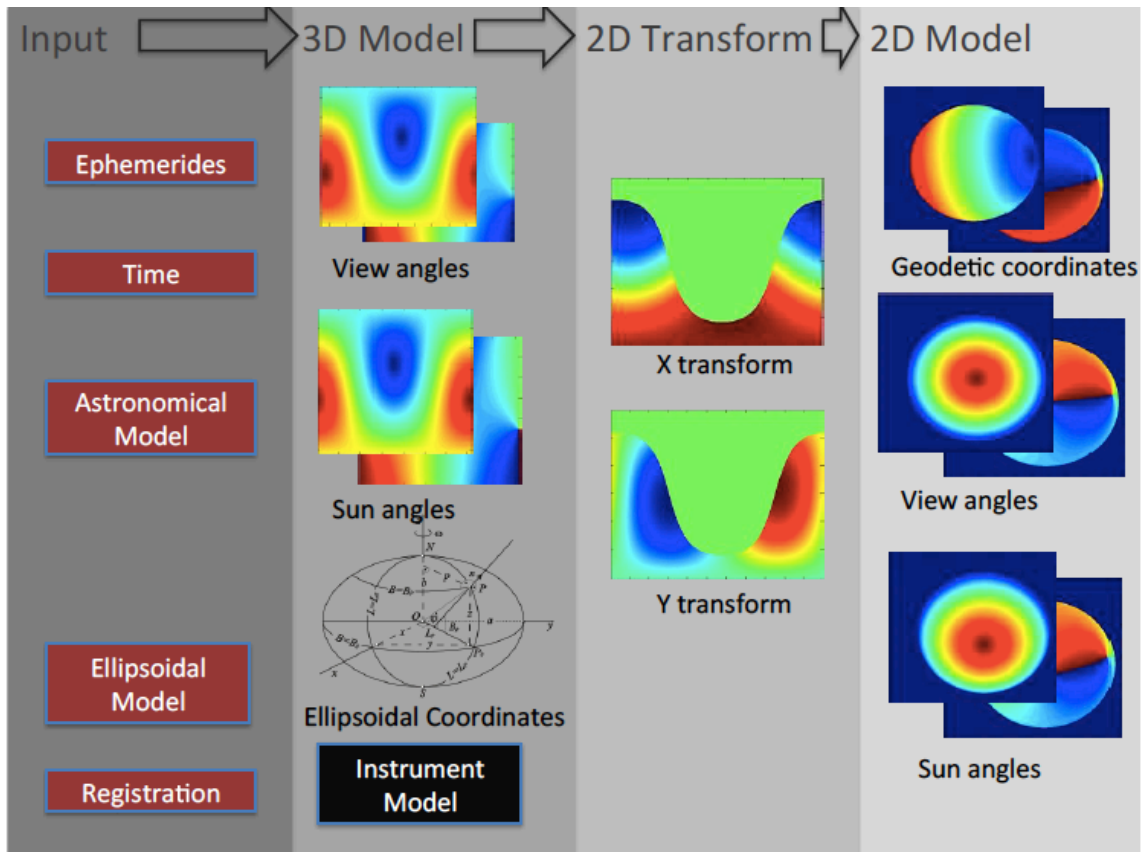 Input
3D Model
2D Transform
2D Model
Ephemerides
Time
Astronomical
Model
Ellipsoidal
Model
Registration
View angles
Sun angles
N
P
O
S
x
y
a
b
Ellipsoidal Coordinates
Instrument
Model
X transform
Y transform
Geodetic coordinates
View angles
Sun angles